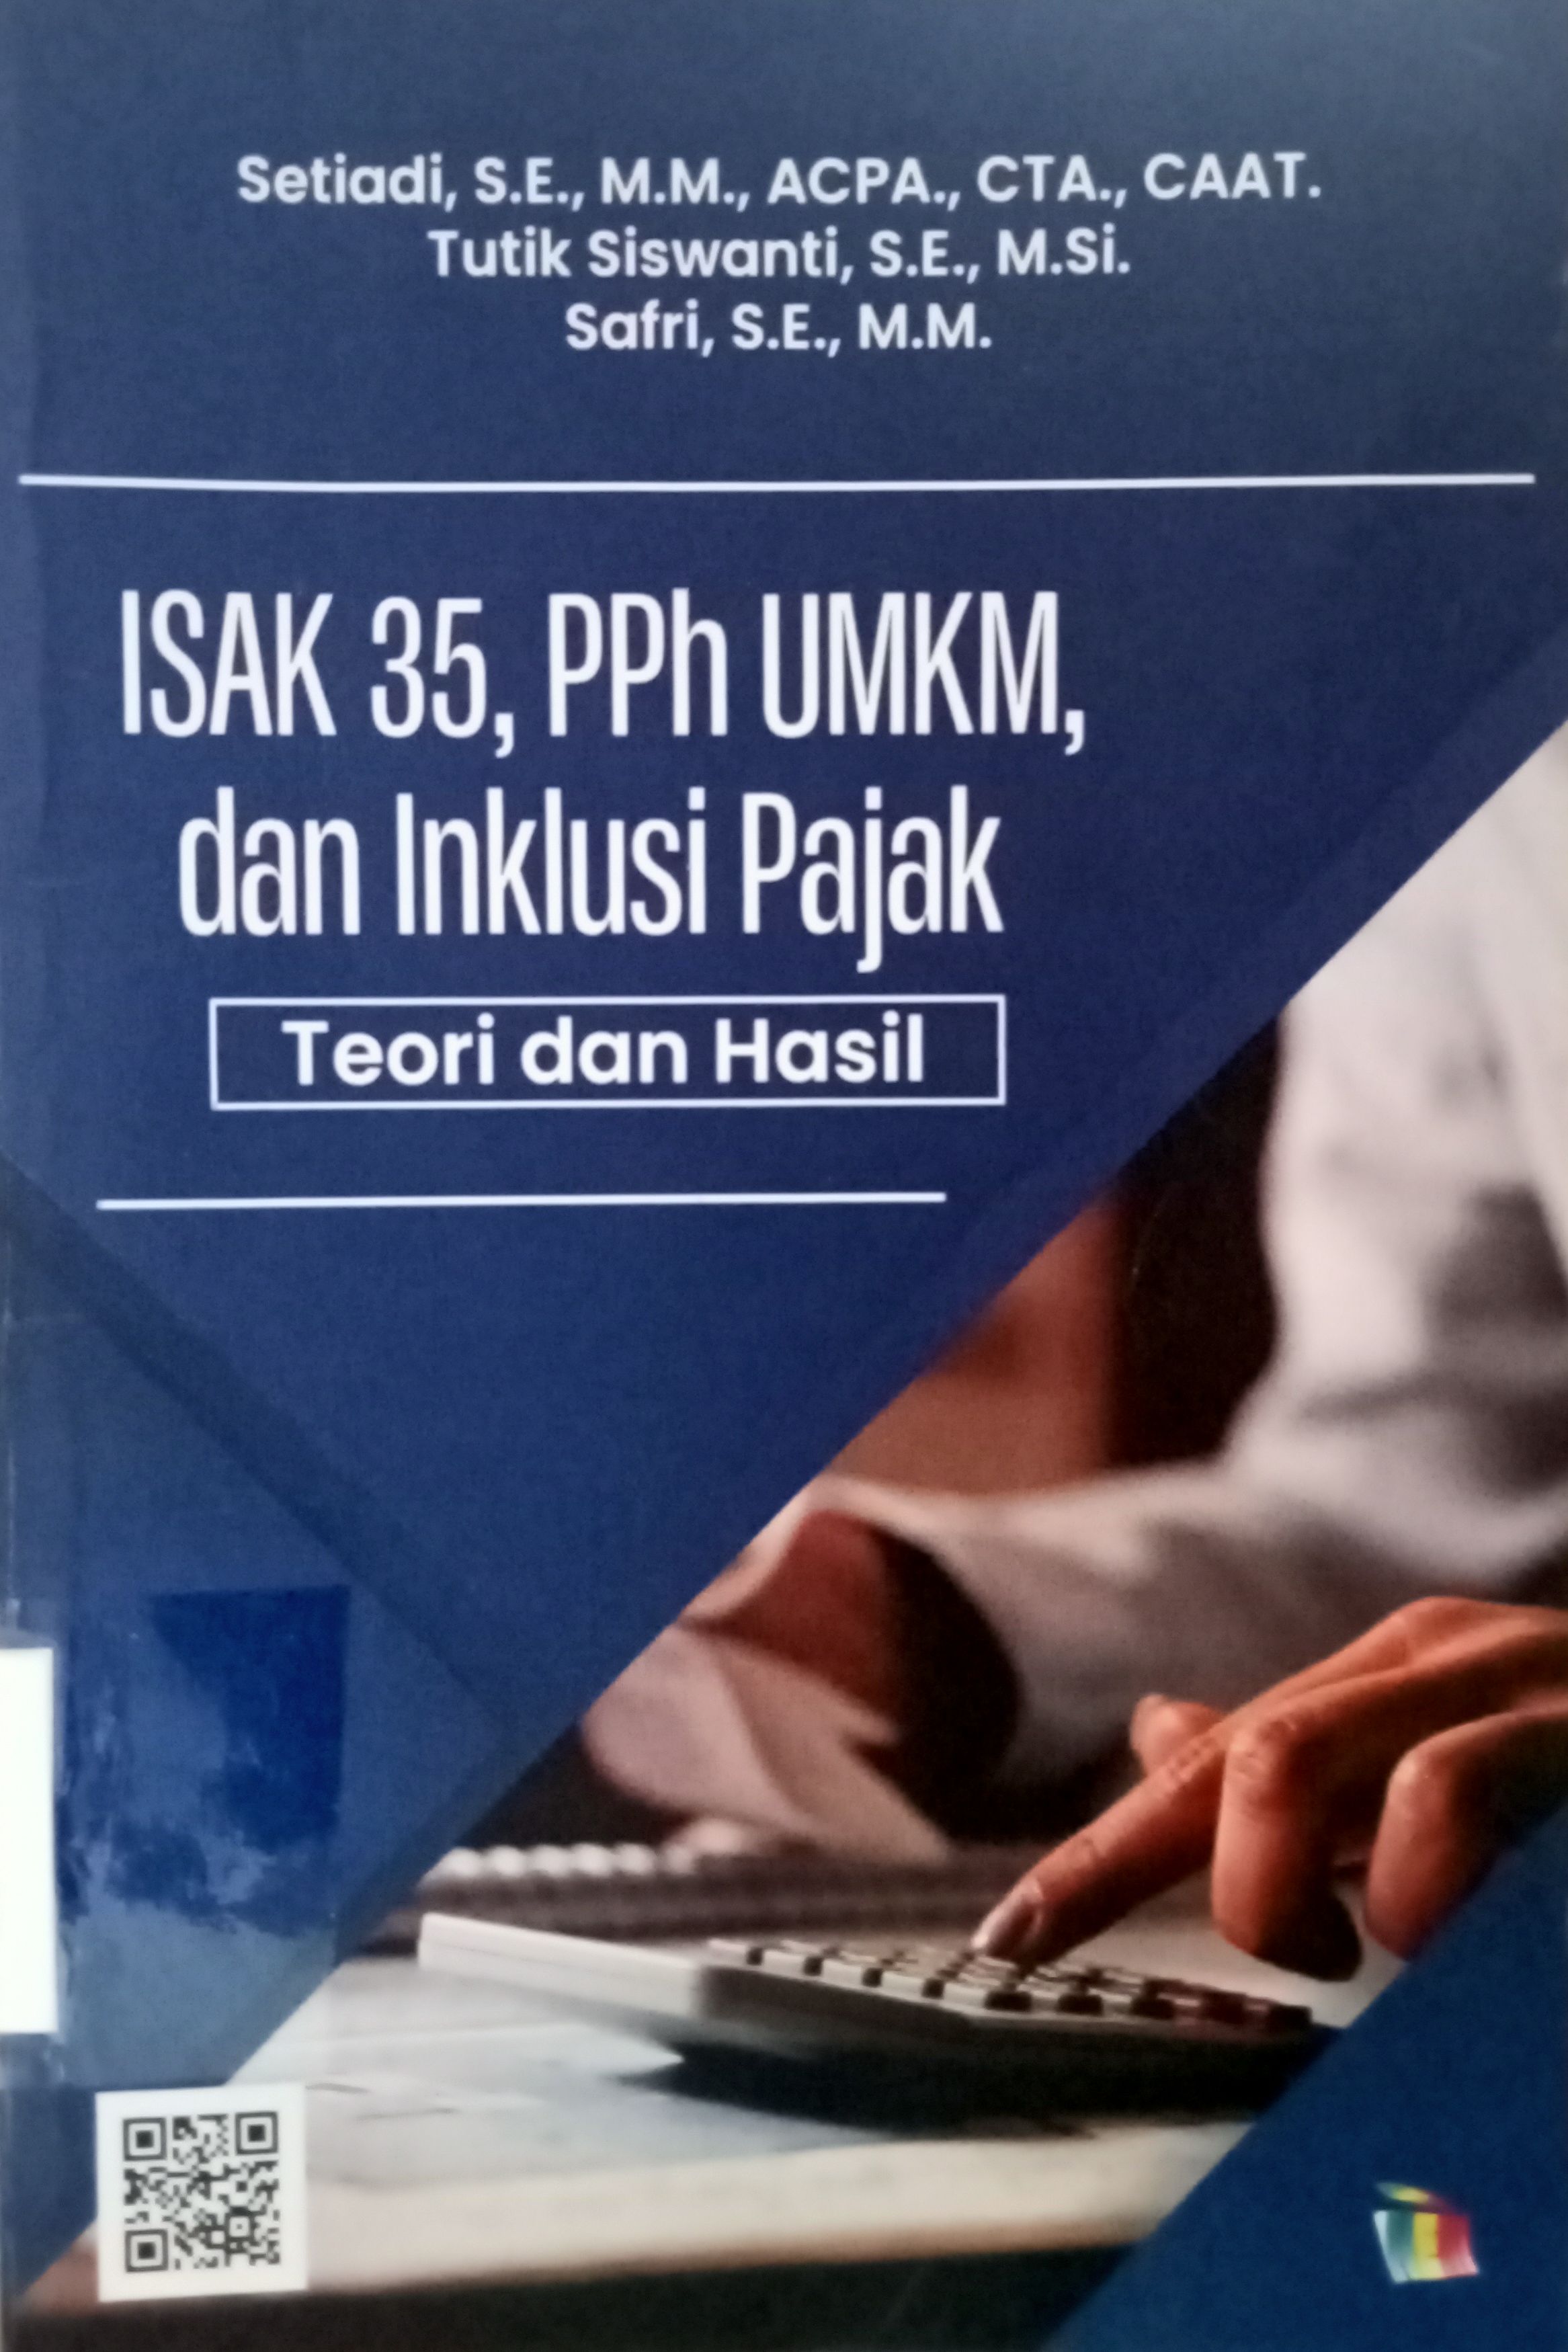 Setiadi, S.E., M.M., ACPA., CTA., CAAT.
Tutik Siswanti, S.E., M.Si.
Safri, S.E., M.M.
ISAK 35, PPh UMKM,
dan Inklusi Pajak
Teori dan Hasil